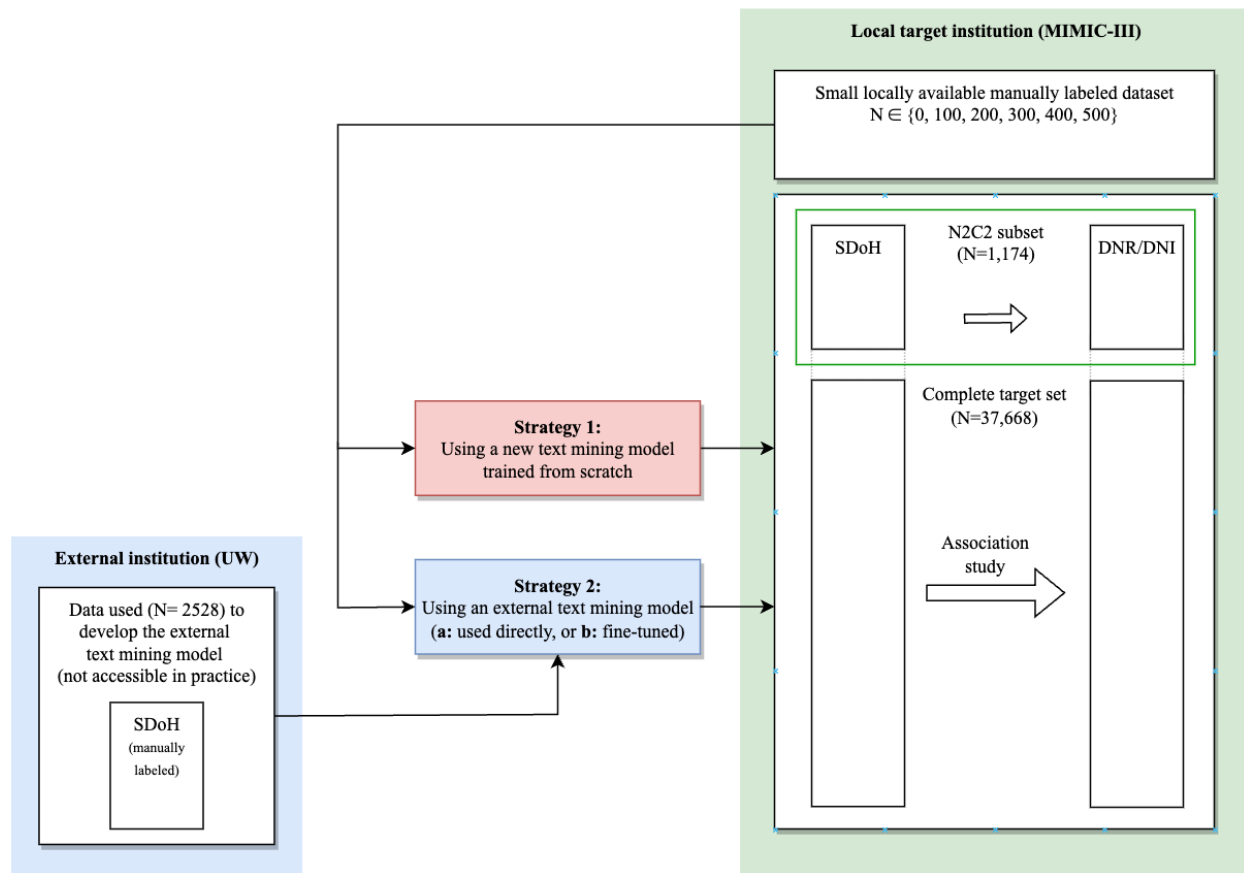 Local target institution (MIMIC-III)
Small locally available manually labeled dataset
N ∈ {0, 100, 200, 300, 400, 500}
SDoH
N2C2 subset
(N=1,174)
DNR/DNI
Complete target set
(N=37,668)
Association
study
Strategy 1:
Using a new text mining model
trained from scratch
Strategy 2:
Using an external text mining model
(a: used directly, or b: fine-tuned)
External institution (UW)
Data used (N= 2528) to
develop the external
text mining model
(not accessible in practice)
SDoH
(manually
labeled)